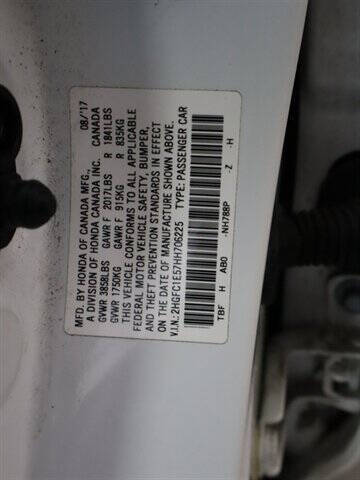 MFD. BY HONDA OF CANADA MFG., 08/'17
A DIVISION OF HONDA CANADA INC. CANADA
GVWR 3858LBS GAWR F 2017LBS R 1841LBS
GVWR 1750KG GAWR F 915KG R 835KG
THIS VEHICLE CONFORMS TO ALL APPLICABLE
FEDERAL MOTOR VEHICLE SAFETY, BUMPER,
AND THEFT PREVENTION STANDARDS IN EFFECT
ON THE DATE OF MANUFACTURE SHOWN ABOVE.
V.I.N.:2HGFC1E57HH706225 TYPE: PASSENGER CAR
TBF H AB0 -NH788P -Z -H